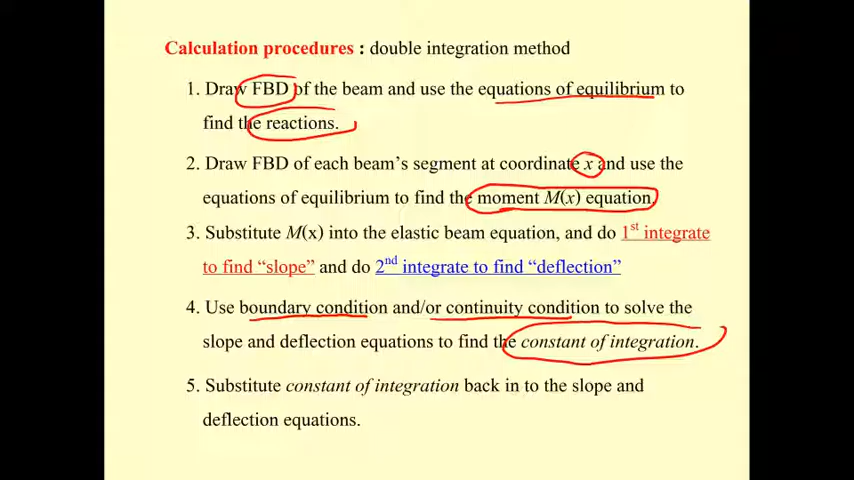 Calculation procedures : double integration method
1. Draw FBD of the beam and use the equations of equilibrium to
find the reactions.
2. Draw FBD of each beam's segment at coordinate x and use the
equations of equilibrium to find the moment M(x) equation.
3. Substitute M(x) into the elastic beam equation, and do 1st integrate
to find “slope” and do 2nd integrate to find “deflection”
4. Use boundary condition and/or continuity condition to solve the
slope and deflection equations to find the constant of integration.
5. Substitute constant of integration back in to the slope and
deflection equations.